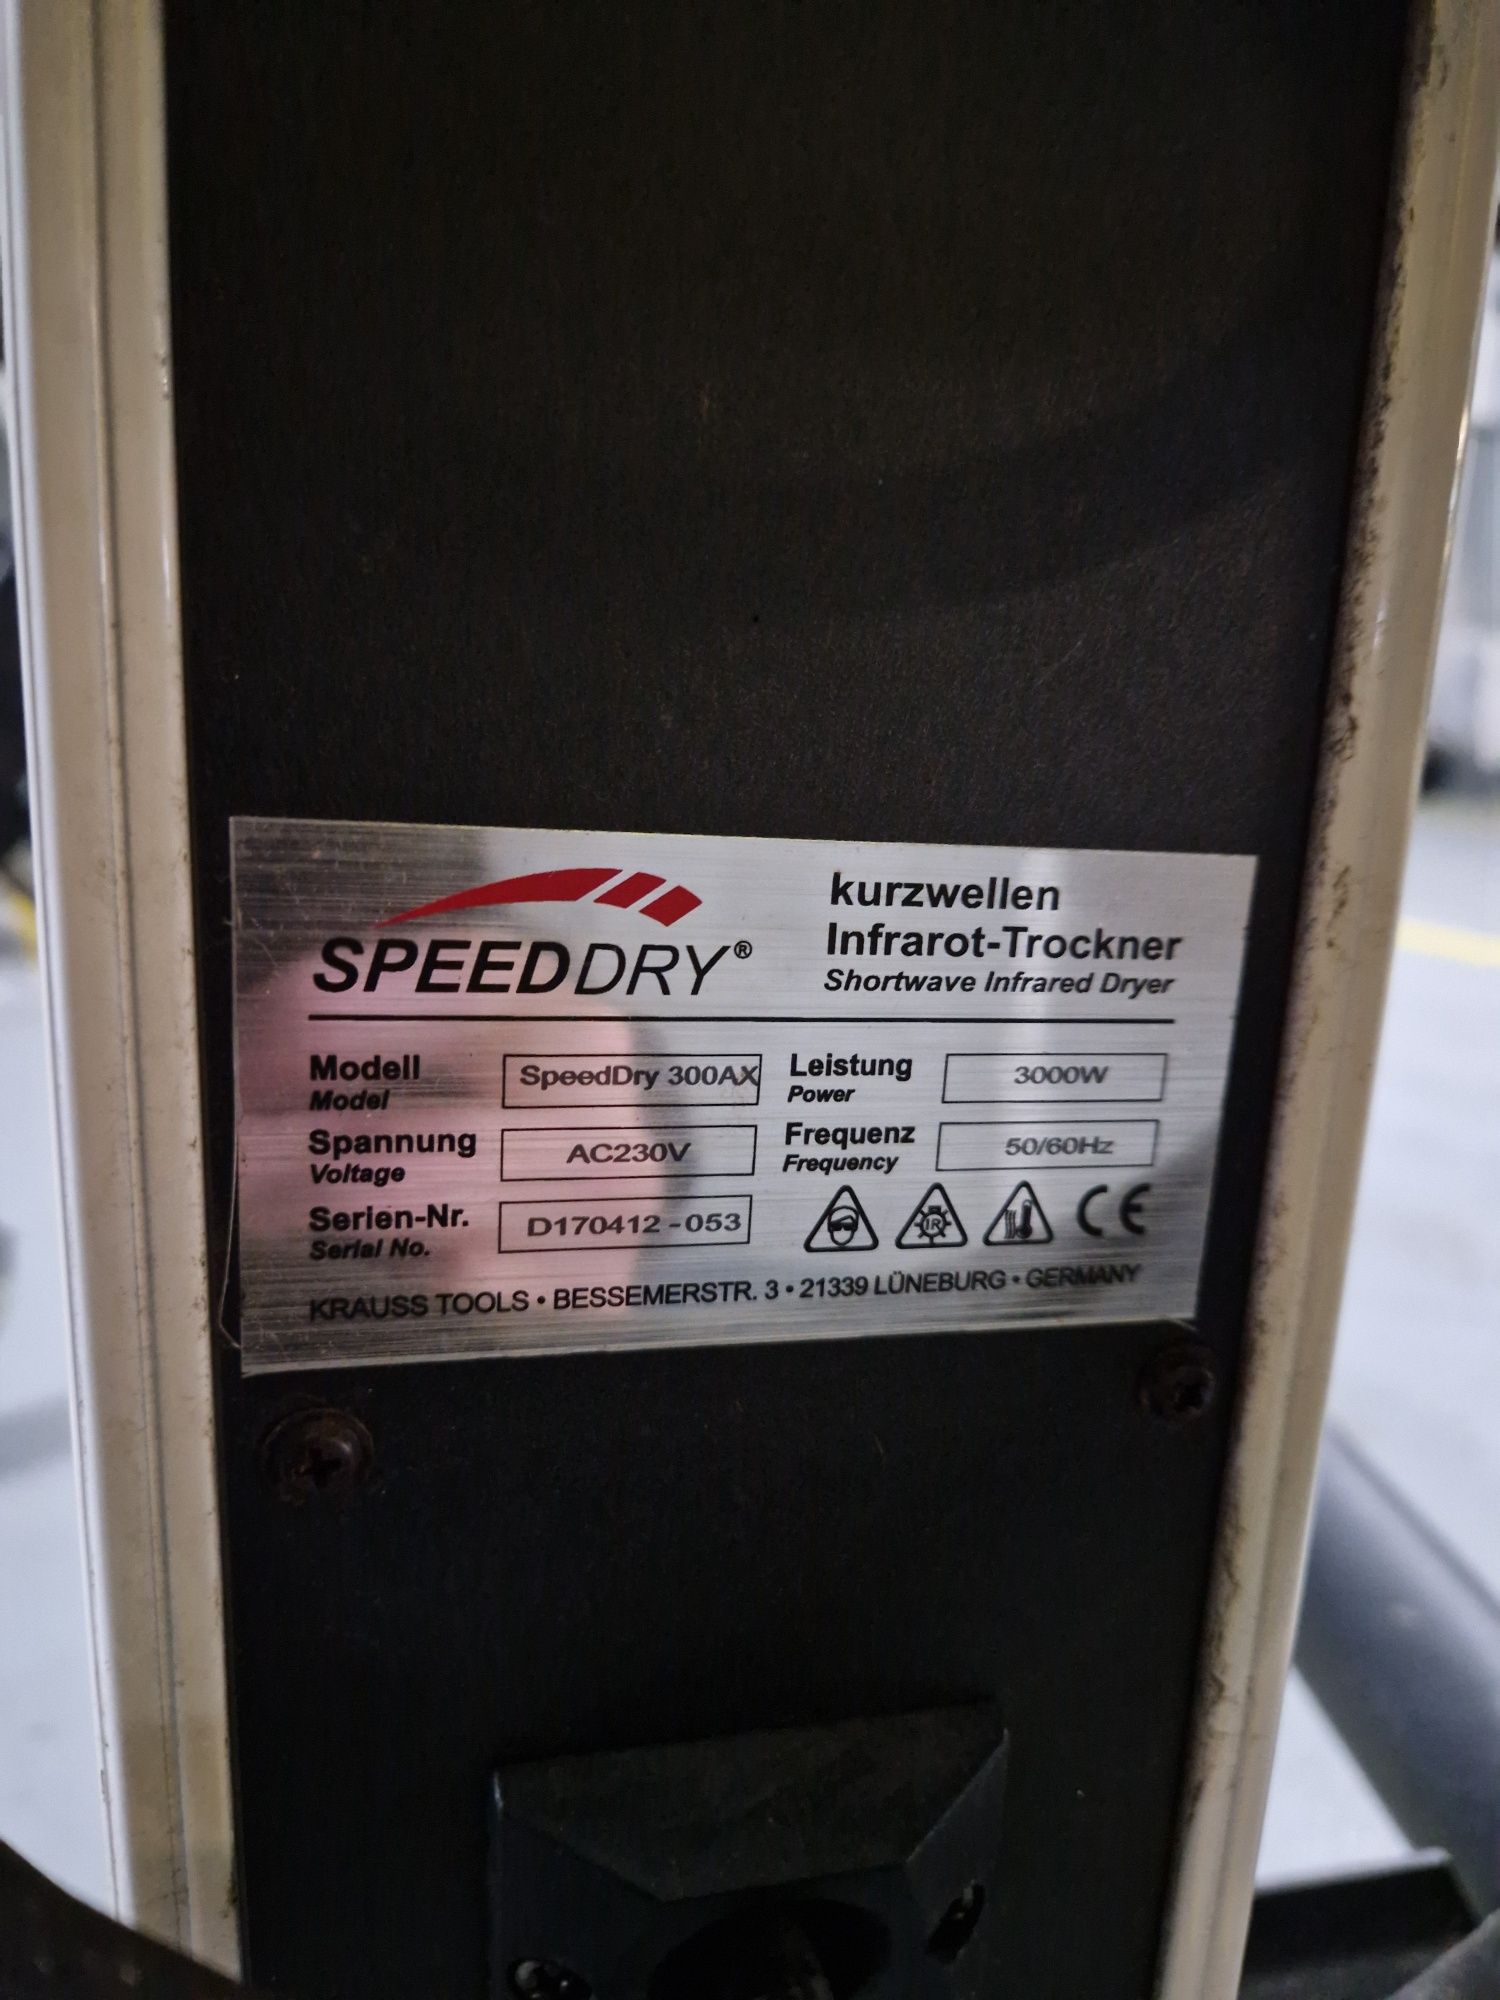 SPEEDDRY®
kurzwellen
Infrarot-Trockner
Shortwave Infrared Dryer
Modell
Model
SpeedDry 300AX
Leistung
Power
3000W
Spannung
Voltage
AC230V
Frequenz
Frequency
50/60Hz
Serien-Nr.
Serial No.
D170412-053
IR
CE
KRAUSS TOOLS • BESSEMERSTR. 3 • 21339 LÜNEBURG • GERMANY